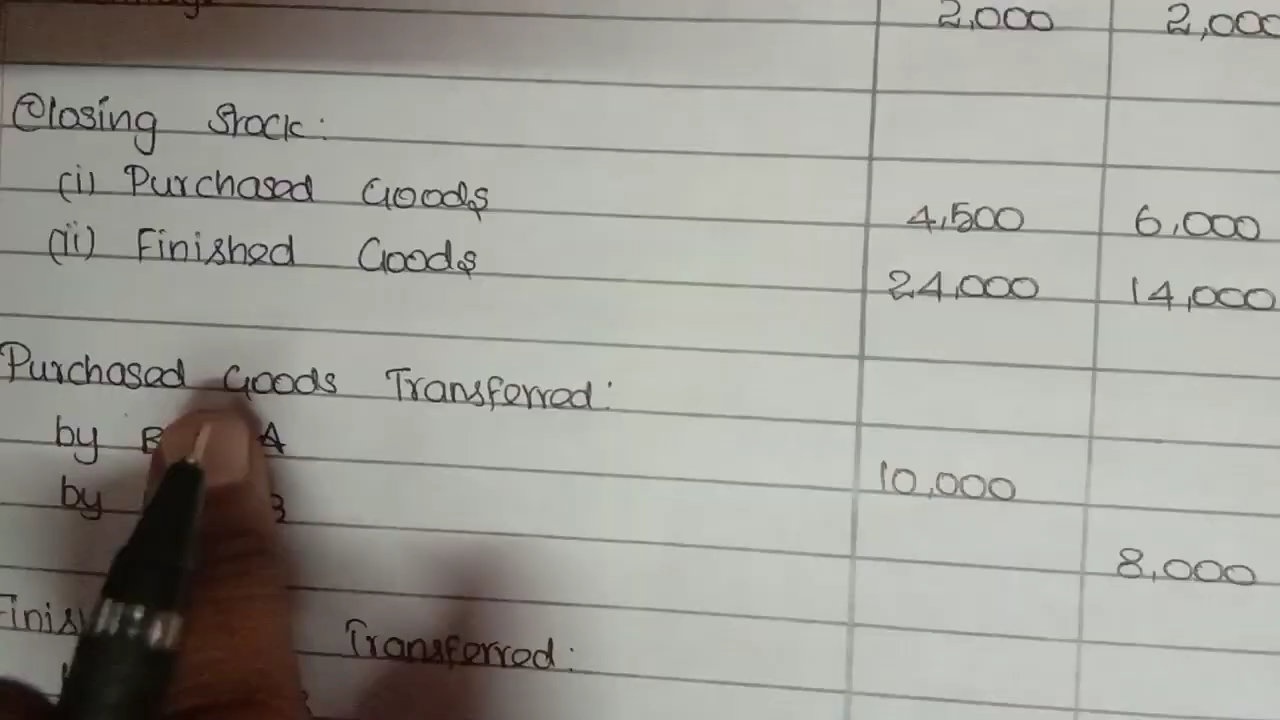 2,000 2,000
Closing Stock:
(i) Purchased Goods 4,500 6,000
(ii) Finished Goods 24,000 14,000
Purchased Goods Transferred:
by B A 10,000
by 8,000
Transferred: